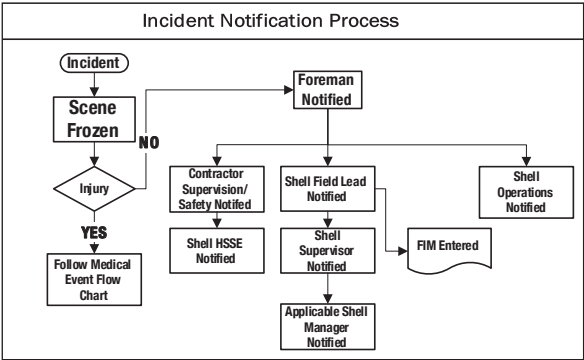 Incident Notification Process
Incident
Scene
Frozen
Injury
NO
YES
Follow Medical
Event Flow
Chart
Foreman
Notified
Contractor
Supervision/
Safety Notifed
Shell HSSE
Notified
Shell Field Lead
Notified
Shell
Supervisor
Notified
Applicable Shell
Manager
Notified
FIM Entered
Shell
Operations
Notified